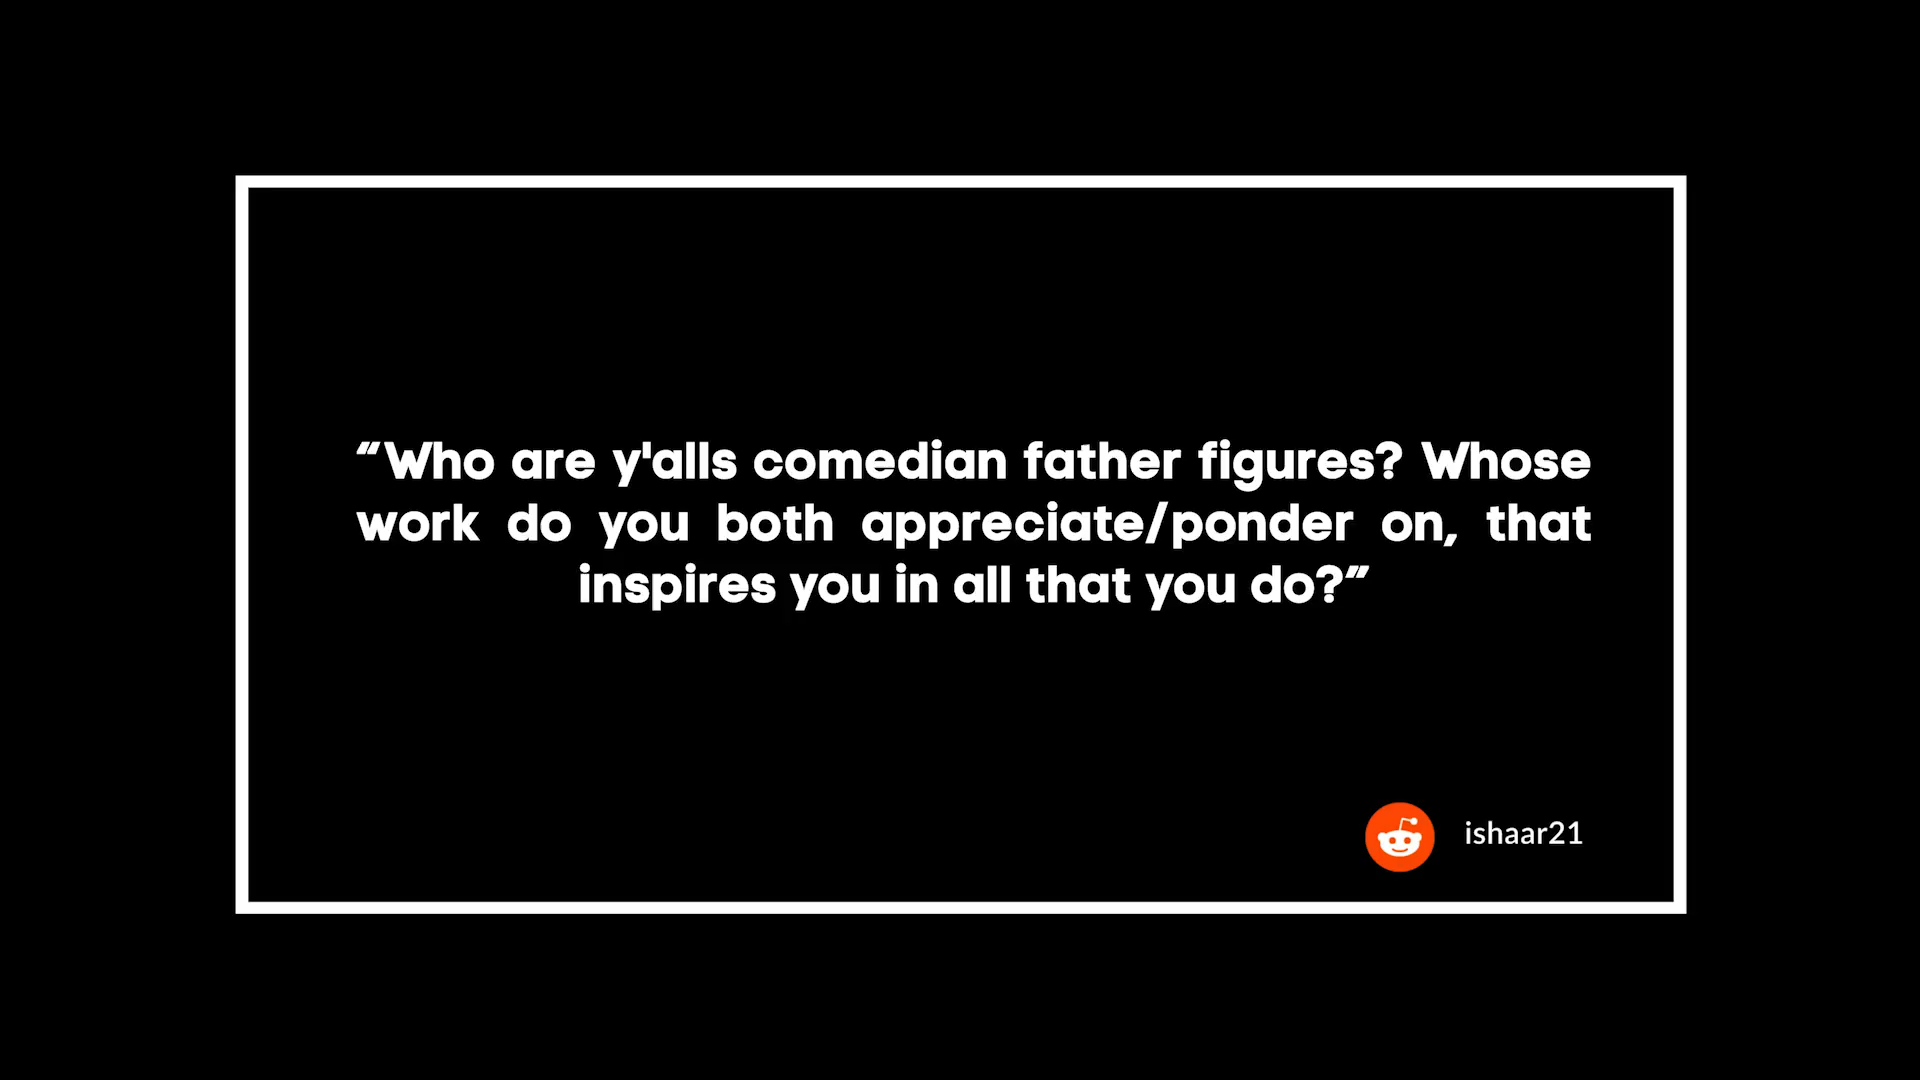 “Who are y'alls comedian father figures? Whose
work do you both appreciate/ponder on, that
inspires you in all that you do?”
ishaar21